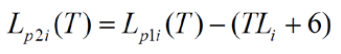 L_{p2i}(T) = L_{p1i}(T) − (TL_i + 6)